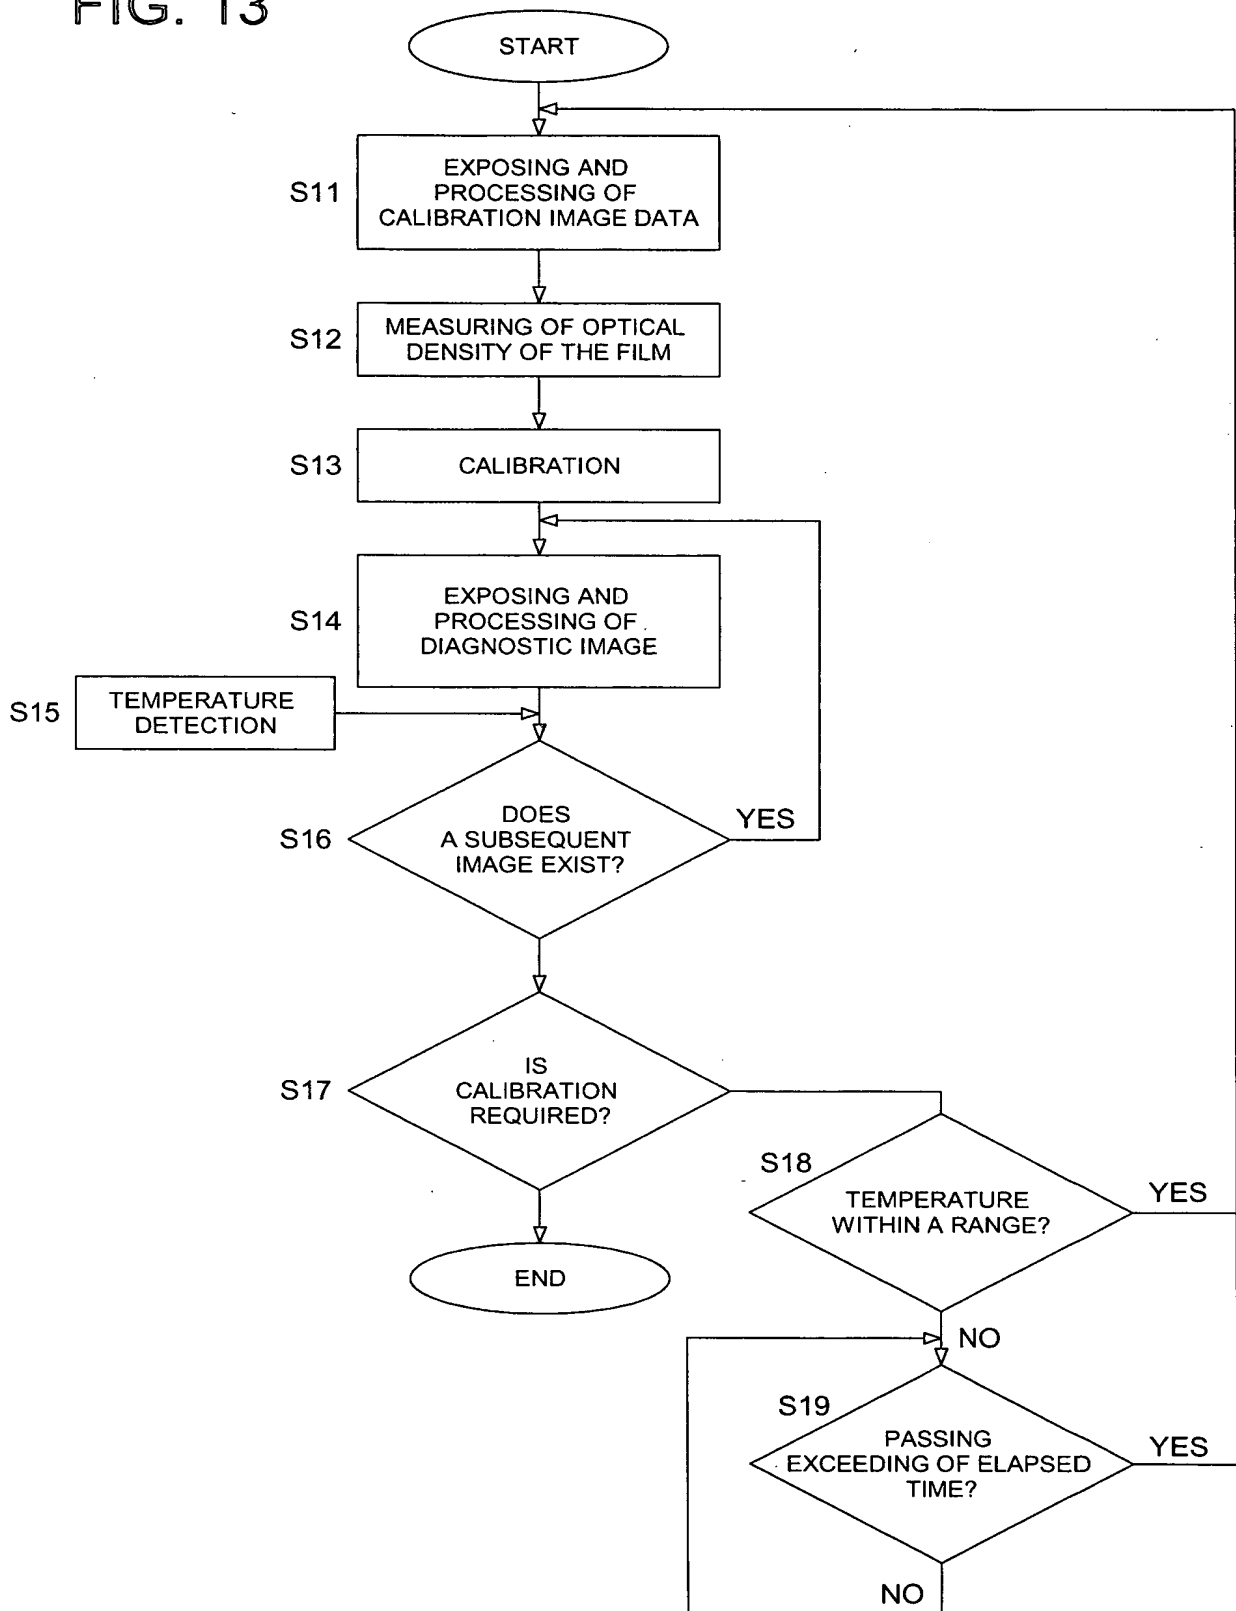 FIG. 13
START
S11
EXPOSING AND
PROCESSING OF
CALIBRATION IMAGE DATA
S12
MEASURING OF OPTICAL
DENSITY OF THE FILM
S13
CALIBRATION
S14
EXPOSING AND
PROCESSING OF
DIAGNOSTIC IMAGE
S15
TEMPERATURE
DETECTION
S16
DOES
A SUBSEQUENT
IMAGE EXIST?
YES
S17
IS
CALIBRATION
REQUIRED?
S18
TEMPERATURE
WITHIN A RANGE?
YES
END
NO
S19
PASSING
EXCEEDING OF ELAPSED
TIME?
YES
NO